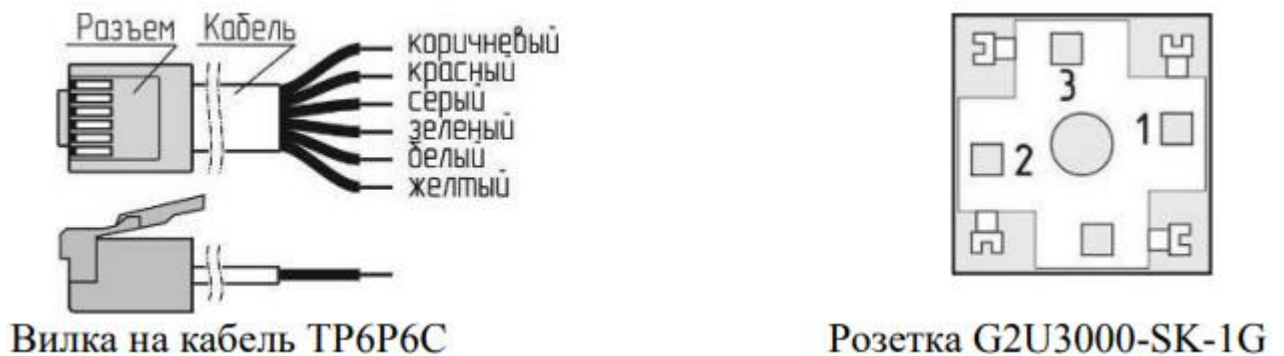 Разъем Кабель
коричневый
красный
серый
зеленый
белый
желтый
3
1
2
Вилка на кабель TP6P6C
Розетка G2U3000-SK-1G